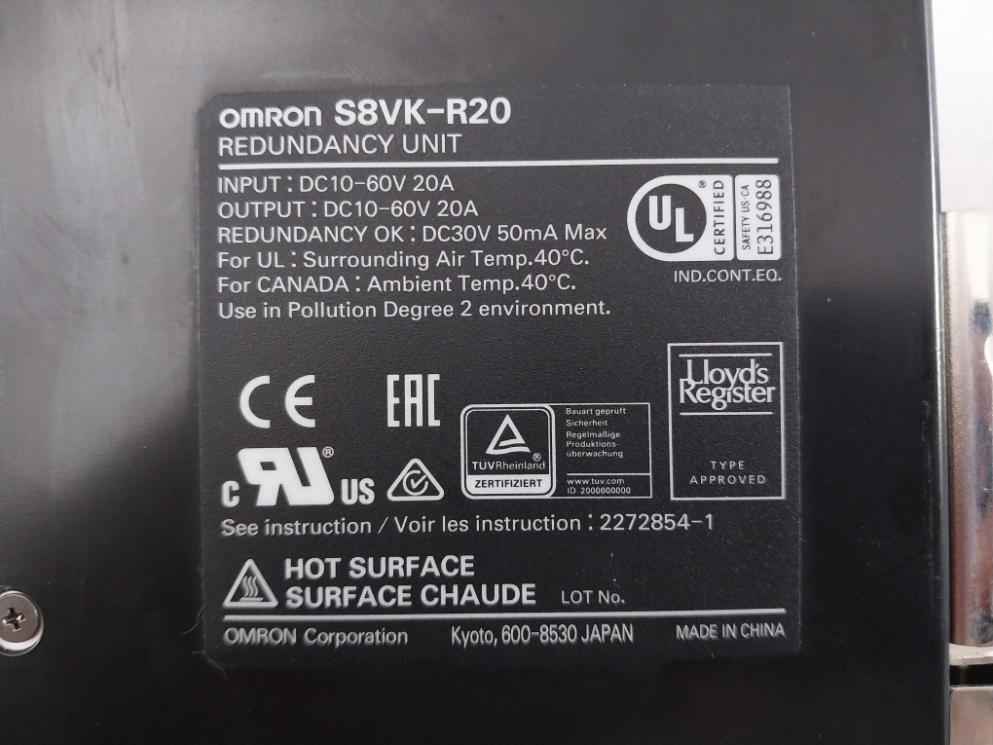 OMRON S8VK-R20
REDUNDANCY UNIT
INPUT : DC10-60V 20A
OUTPUT : DC10-60V 20A
REDUNDANCY OK : DC30V 50mA Max
For UL : Surrounding Air Temp.40°C.
For CANADA : Ambient Temp.40°C.
Use in Pollution Degree 2 environment.
UL ®
CERTIFIED
SAFETY US·CA
E316988
IND.CONT.EQ.
CE
EAC
TÜVRheinland ®
ZERTIFIZIERT
Bauart geprüft
Sicherheit
Regelmäßige
Produktions-
überwachung
www.tuv.com
ID 2000000000
Lloyd's
Register
TYPE
APPROVED
c RU ® US
See instruction / Voir les instruction : 2272854-1
HOT SURFACE
SURFACE CHAUDE
LOT No.
OMRON Corporation Kyoto, 600-8530 JAPAN MADE IN CHINA